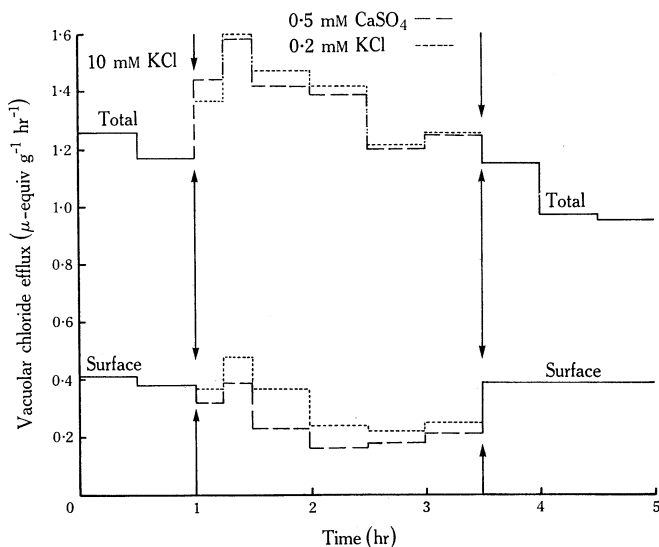 0·5 mM CaSO₄
0·2 mM KCl
10 mM KCl
Total
Total
Surface
Surface
Vacuolar chloride efflux (μ-equiv g⁻¹ hr⁻¹)
1·6
1·4
1·2
1·0
0·8
0·6
0·4
0·2
0
1
2
3
4
5
Time (hr)